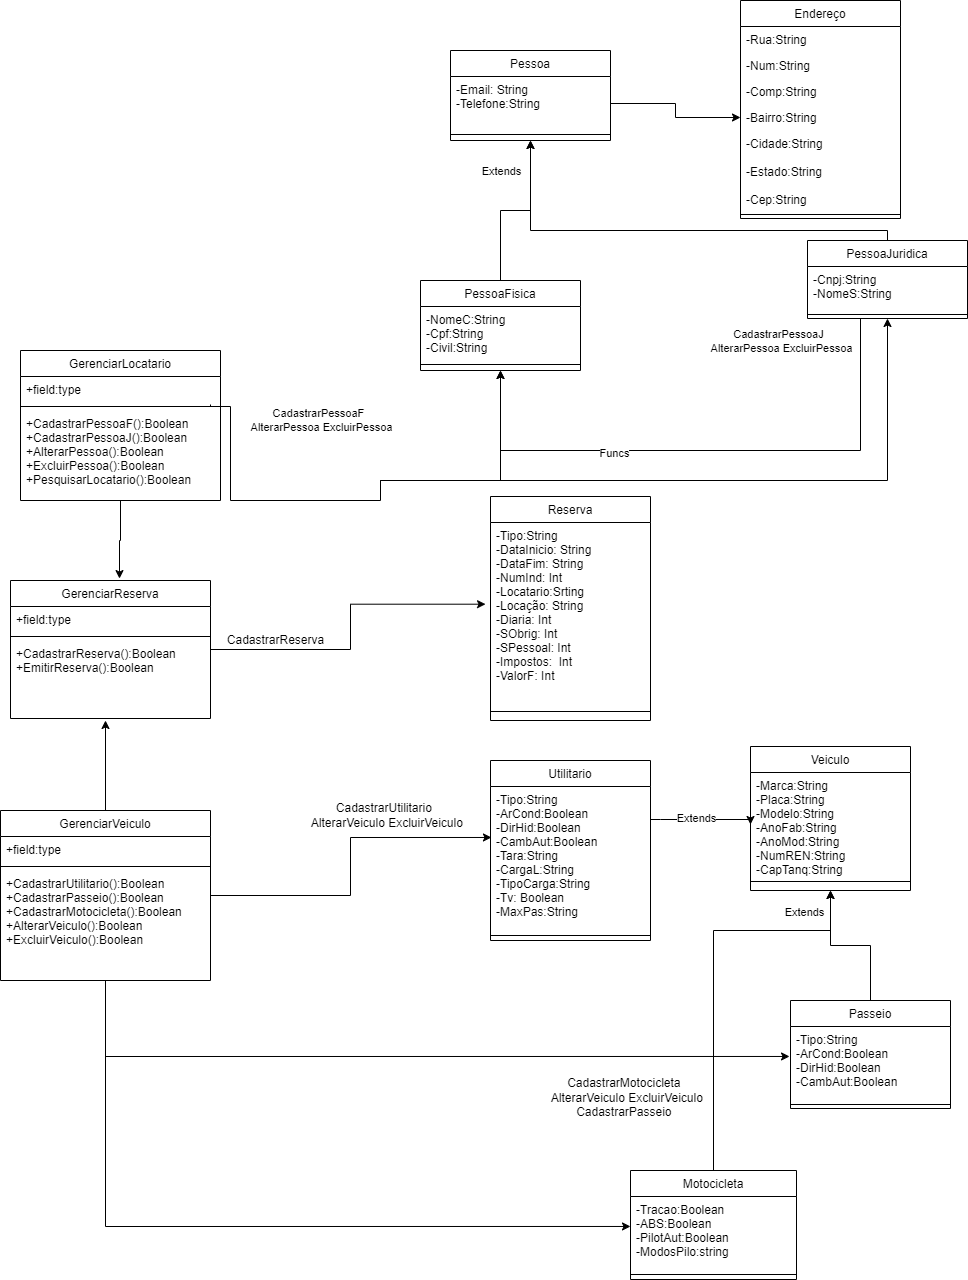 Endereço
-Rua:String
-Num:String
-Comp:String
-Bairro:String
-Cidade:String
-Estado:String
-Cep:String
Pessoa
-Email: String
-Telefone:String
Extends
PessoaJuridica
-Cnpj:String
-NomeS:String
PessoaFisica
-NomeC:String
-Cpf:String
-Civil:String
CadastrarPessoaJ
AlterarPessoa ExcluirPessoa
GerenciarLocatario
+field:type
+CadastrarPessoaF():Boolean
+CadastrarPessoaJ():Boolean
+AlterarPessoa():Boolean
+ExcluirPessoa():Boolean
+PesquisarLocatario():Boolean
CadastrarPessoaF
AlterarPessoa ExcluirPessoa
Funcs
Reserva
-Tipo:String
-DataInicio: String
-DataFim: String
-NumInd: Int
-Locatario:Srting
-Locação: String
-Diaria: Int
-SObrig: Int
-SPessoal: Int
-Impostos:  Int
-ValorF: Int
GerenciarReserva
+field:type
+CadastrarReserva():Boolean
+EmitirReserva():Boolean
CadastrarReserva
Utilitario
-Tipo:String
-ArCond:Boolean
-DirHid:Boolean
-CambAut:Boolean
-Tara:String
-CargaL:String
-TipoCarga:String
-Tv: Boolean
-MaxPas:String
Extends
Veiculo
-Marca:String
-Placa:String
-Modelo:String
-AnoFab:String
-AnoMod:String
-NumREN:String
-CapTanq:String
GerenciarVeiculo
+field:type
+CadastrarUtilitario():Boolean
+CadastrarPasseio():Boolean
+CadastrarMotocicleta():Boolean
+AlterarVeiculo():Boolean
+ExcluirVeiculo():Boolean
CadastrarUtilitario
AlterarVeiculo ExcluirVeiculo
Extends
Passeio
-Tipo:String
-ArCond:Boolean
-DirHid:Boolean
-CambAut:Boolean
CadastrarMotocicleta
AlterarVeiculo ExcluirVeiculo
CadastrarPasseio
Motocicleta
-Tracao:Boolean
-ABS:Boolean
-PilotAut:Boolean
-ModosPilo:string